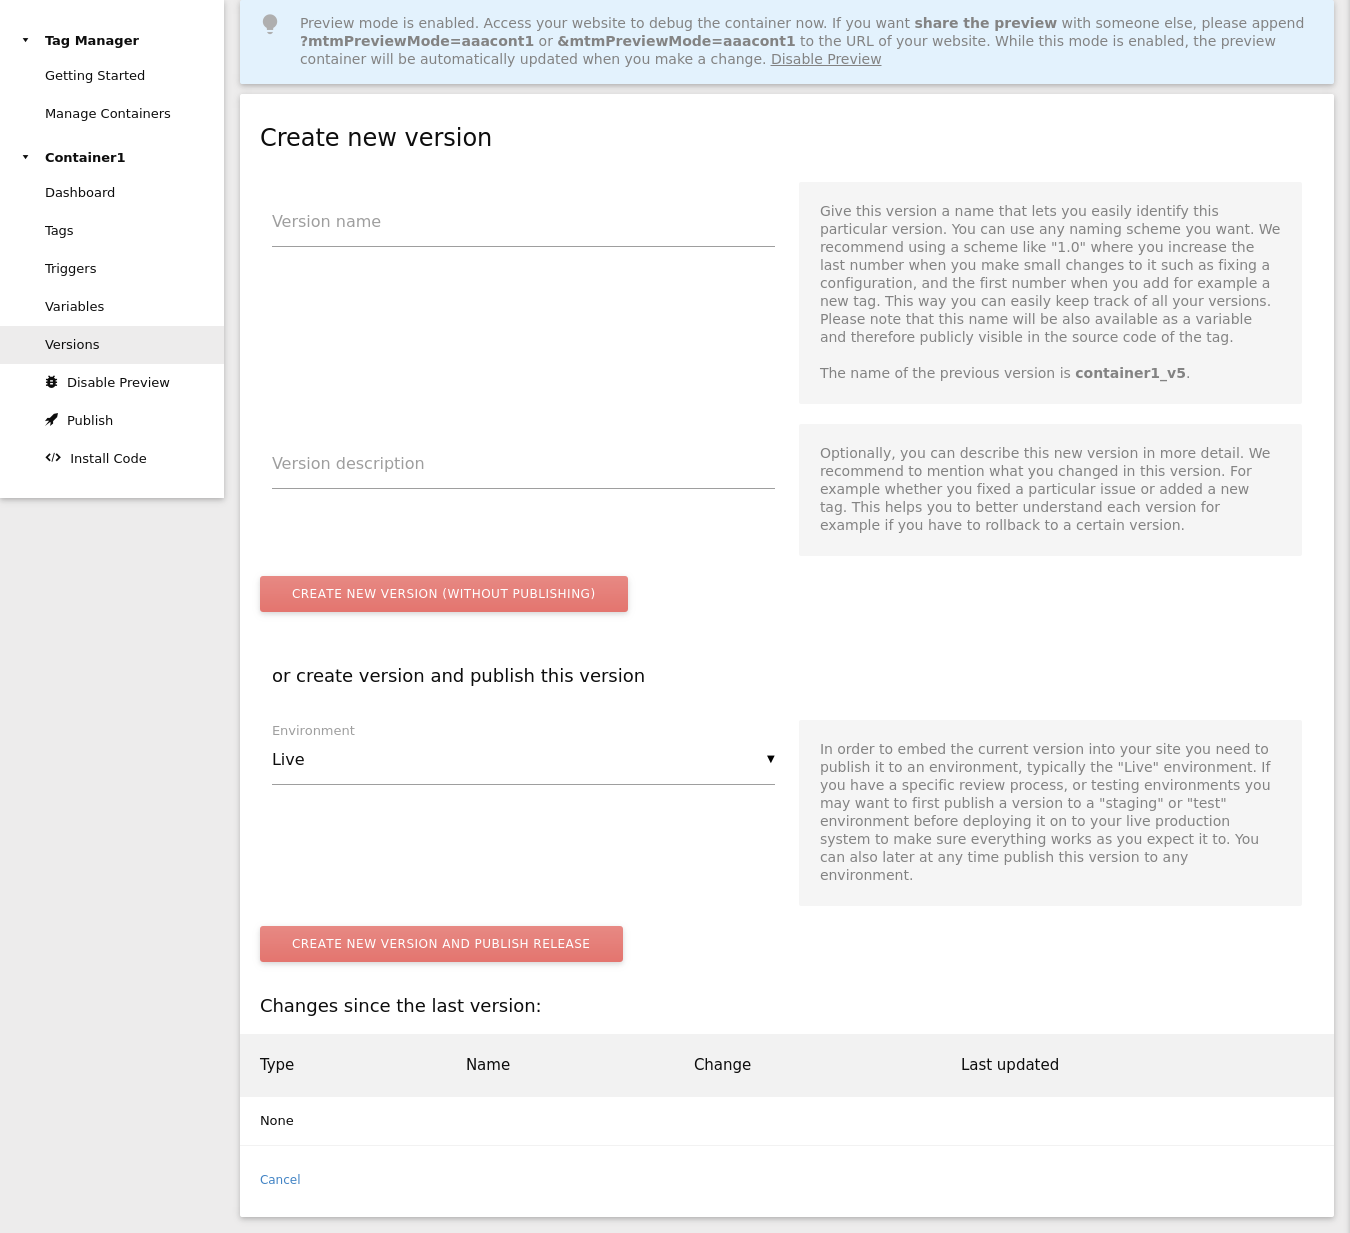 Tag Manager
Getting Started
Manage Containers
Container1
Dashboard
Tags
Triggers
Variables
Versions
Disable Preview
Publish
Install Code
Preview mode is enabled. Access your website to debug the container now. If you want share the preview with someone else, please append
?mtmPreviewMode=aaacont1 or &mtmPreviewMode=aaacont1 to the URL of your website. While this mode is enabled, the preview
container will be automatically updated when you make a change. Disable Preview
Create new version
Version name
Give this version a name that lets you easily identify this
particular version. You can use any naming scheme you want. We
recommend using a scheme like "1.0" where you increase the
last number when you make small changes to it such as fixing a
configuration, and the first number when you add for example a
new tag. This way you can easily keep track of all your versions.
Please note that this name will be also available as a variable
and therefore publicly visible in the source code of the tag.
The name of the previous version is container1_v5.
Version description
Optionally, you can describe this new version in more detail. We
recommend to mention what you changed in this version. For
example whether you fixed a particular issue or added a new
tag. This helps you to better understand each version for
example if you have to rollback to a certain version.
CREATE NEW VERSION (WITHOUT PUBLISHING)
or create version and publish this version
Environment
Live
In order to embed the current version into your site you need to
publish it to an environment, typically the "Live" environment. If
you have a specific review process, or testing environments you
may want to first publish a version to a "staging" or "test"
environment before deploying it on to your live production
system to make sure everything works as you expect it to. You
can also later at any time publish this version to any
environment.
CREATE NEW VERSION AND PUBLISH RELEASE
Changes since the last version:
Type Name Change Last updated
None
Cancel